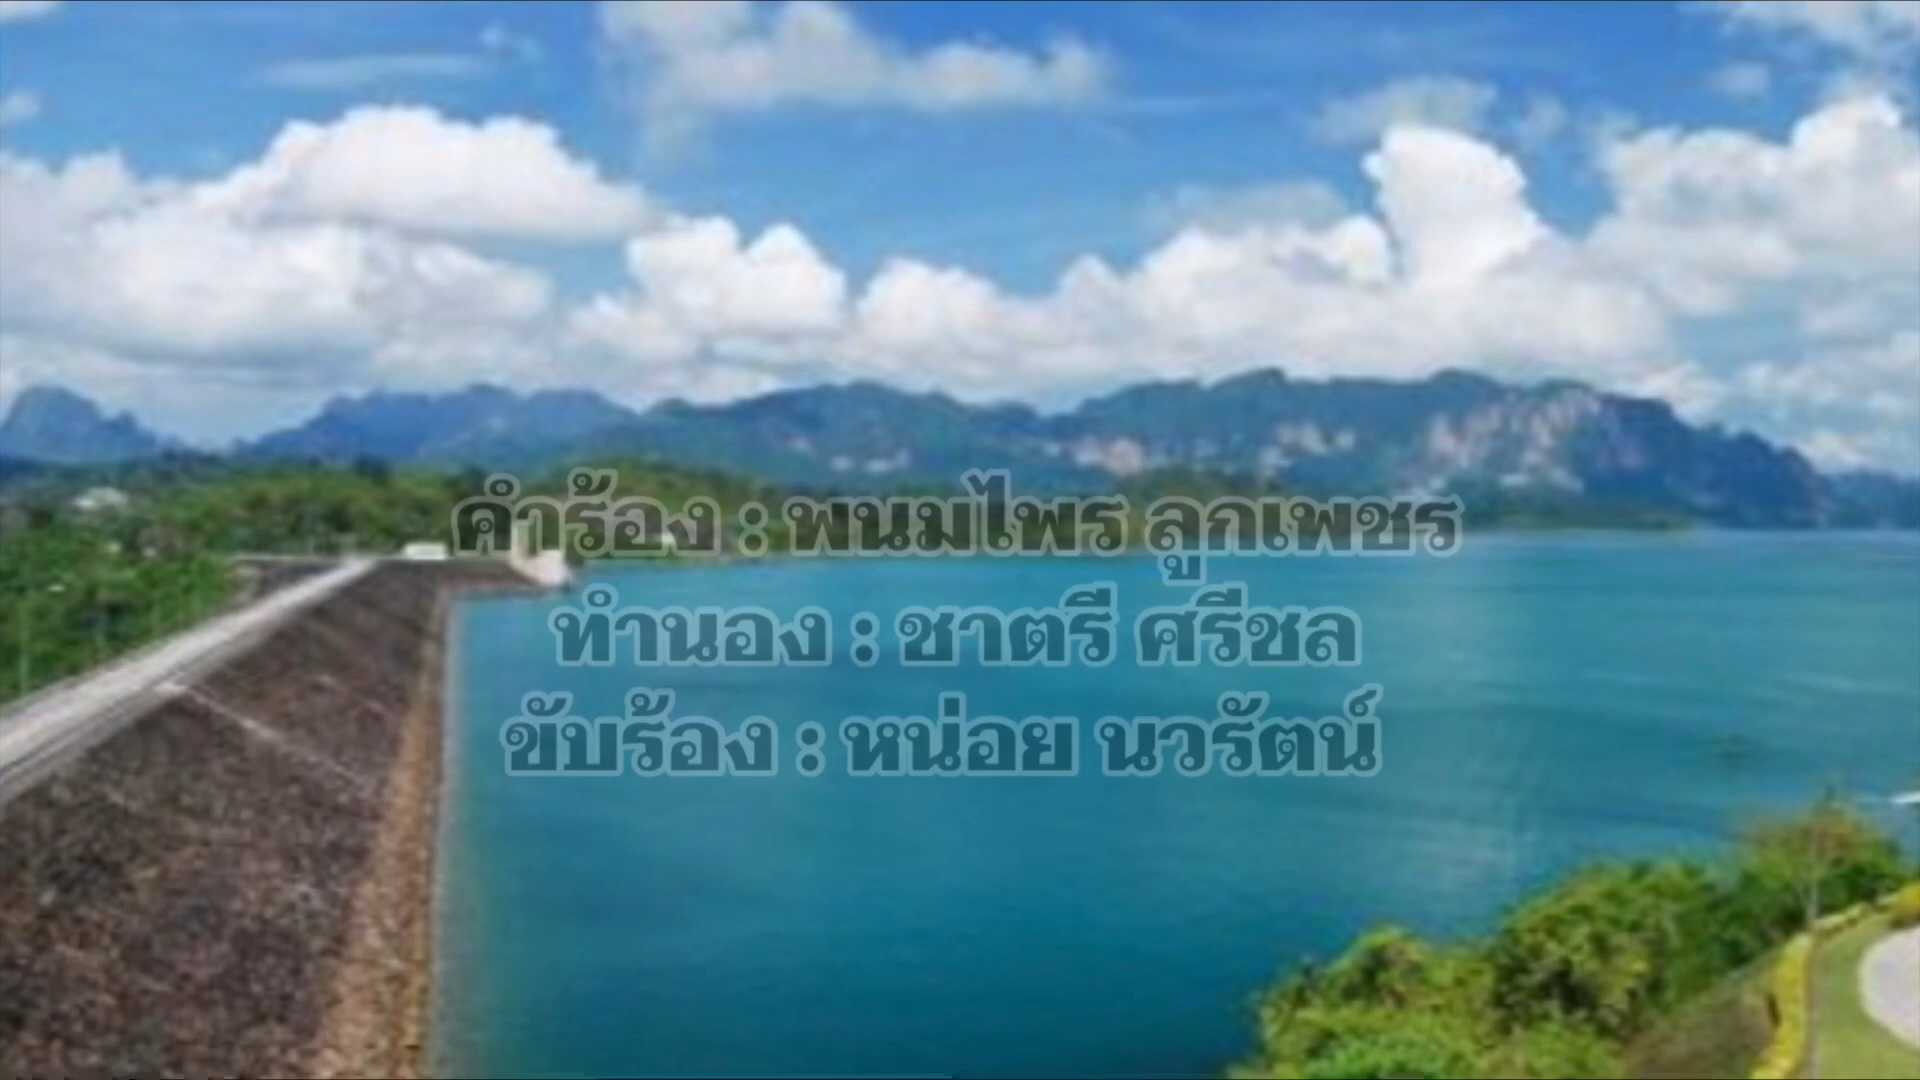 คำร้อง : พนมไพร ลูกเพชร
ทำนอง : ชาตรี ศรีชล
ขับร้อง : หน่อย นวรัตน์